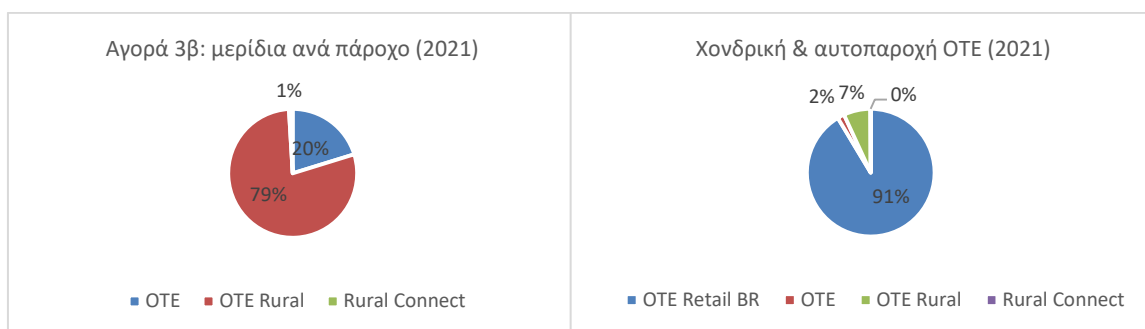 Αγορά 3β: μερίδια ανά πάροχο (2021)
1%
20%
79%
OTE
OTE Rural
Rural Connect
Χονδρική & αυτοπαροχή ΟΤΕ (2021)
2%
7%
0%
91%
OTE Retail BR
OTE
OTE Rural
Rural Connect